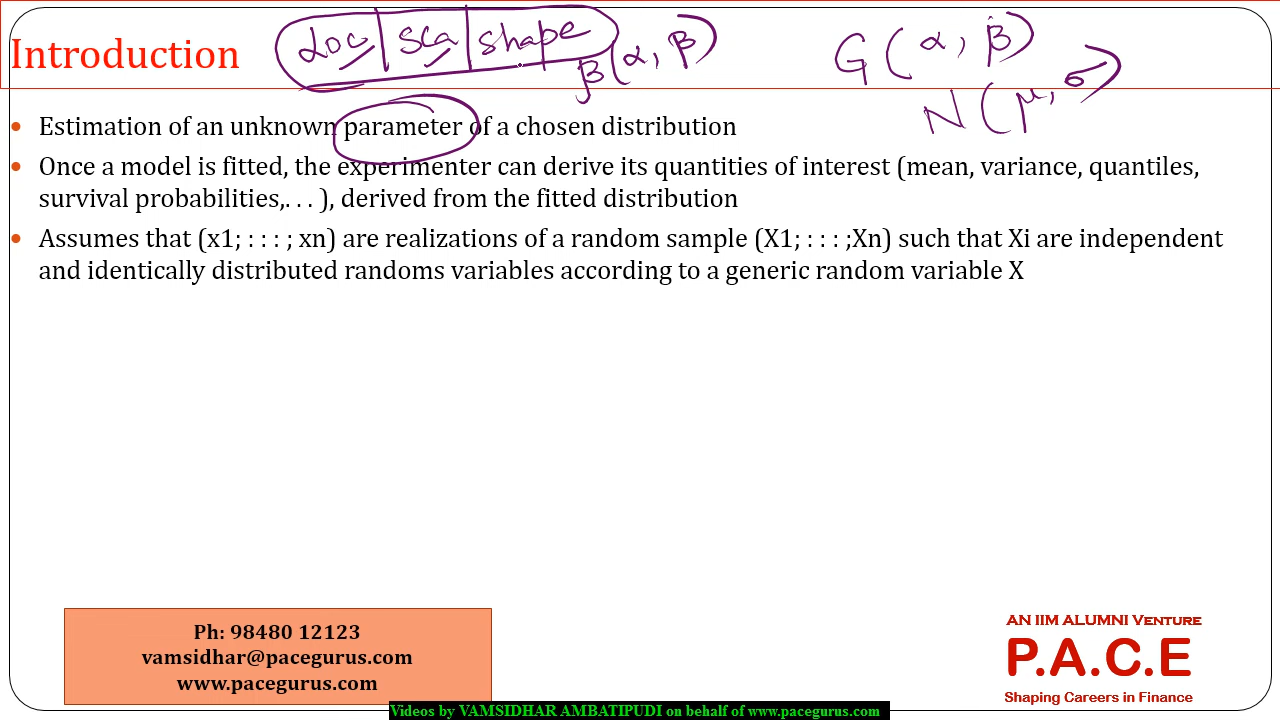 Introduction
Loc | Sca | Shape
β(α, β)
G(α, β)
N(μ, σ)
• Estimation of an unknown parameter of a chosen distribution
• Once a model is fitted, the experimenter can derive its quantities of interest (mean, variance, quantiles,
survival probabilities,. . . ), derived from the fitted distribution
• Assumes that (x1; : : : : ; xn) are realizations of a random sample (X1; : : : : ;Xn) such that Xi are independent
and identically distributed randoms variables according to a generic random variable X
Ph: 98480 12123
vamsidhar@pacegurus.com
www.pacegurus.com
AN IIM ALUMNI VENTURE
P.A.C.E
Shaping Careers in Finance
Videos by VAMSIDHAR AMBATIPUDI on behalf of www.pacegurus.com